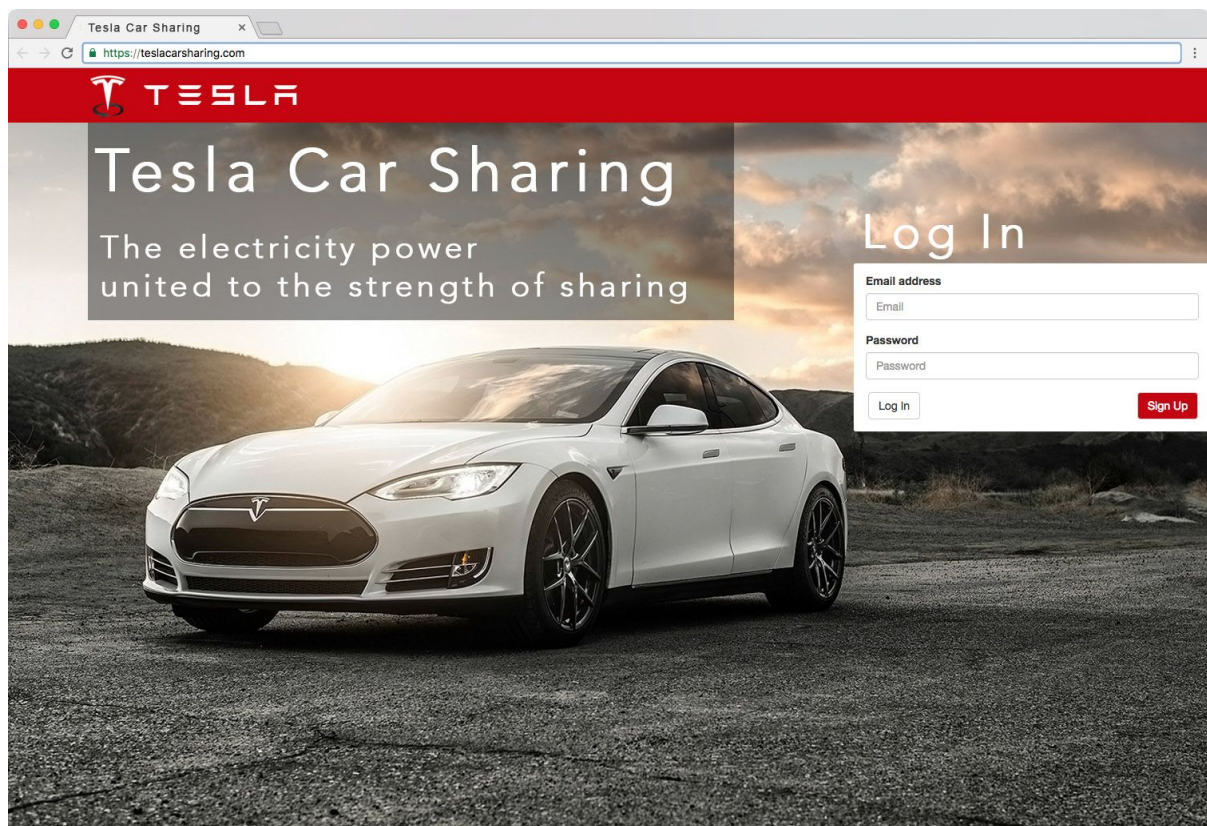 Tesla Car Sharing
https://teslacarsharing.com
TESLA
Tesla Car Sharing
The electricity power
united to the strength of sharing
Log In
Email address
Email
Password
Password
Log In
Sign Up